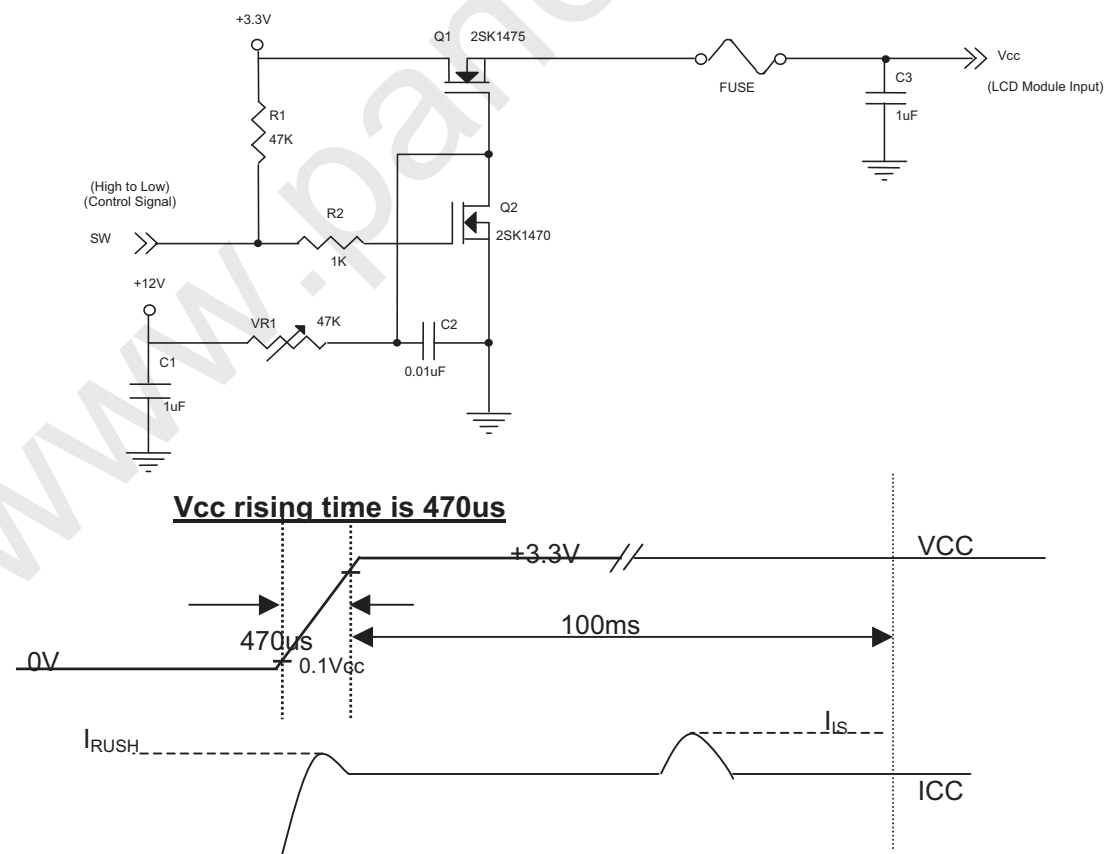 +3.3V
Q1 2SK1475
FUSE
C3
1uF
Vcc
(LCD Module Input)
R1
47K
(High to Low)
(Control Signal)
SW
R2
1K
Q2
2SK1470
+12V
VR1 47K
C2
0.01uF
C1
1uF
Vcc rising time is 470us
+3.3V
VCC
470us
100ms
0V
0.1Vcc
IRUSH
IIS
ICC